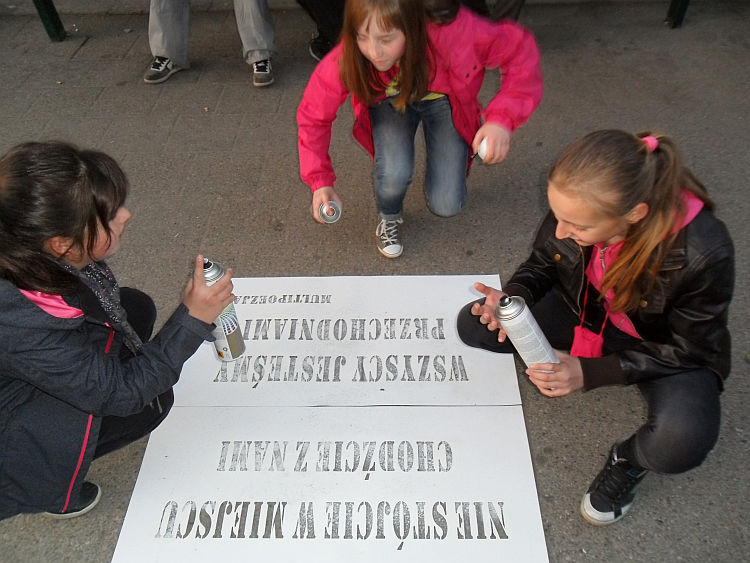 NIE STÓJCIE W MIEJSCU
CHODŹCIE Z NAMI
WSZYSCY JESTEŚMY
PRZECHODNIAMI
MULTIPOEZJA